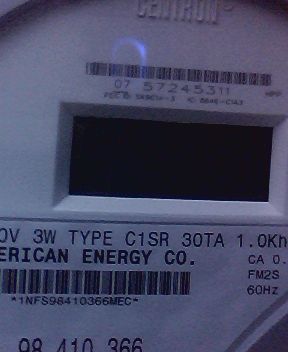 CENTRON
07 57245311
0V 3W TYPE C1SR 30TA 1.0Kh
ERICAN ENERGY CO.
CA 0.
FM2S
*1NFS98410366MEC*
60Hz
98 410 366